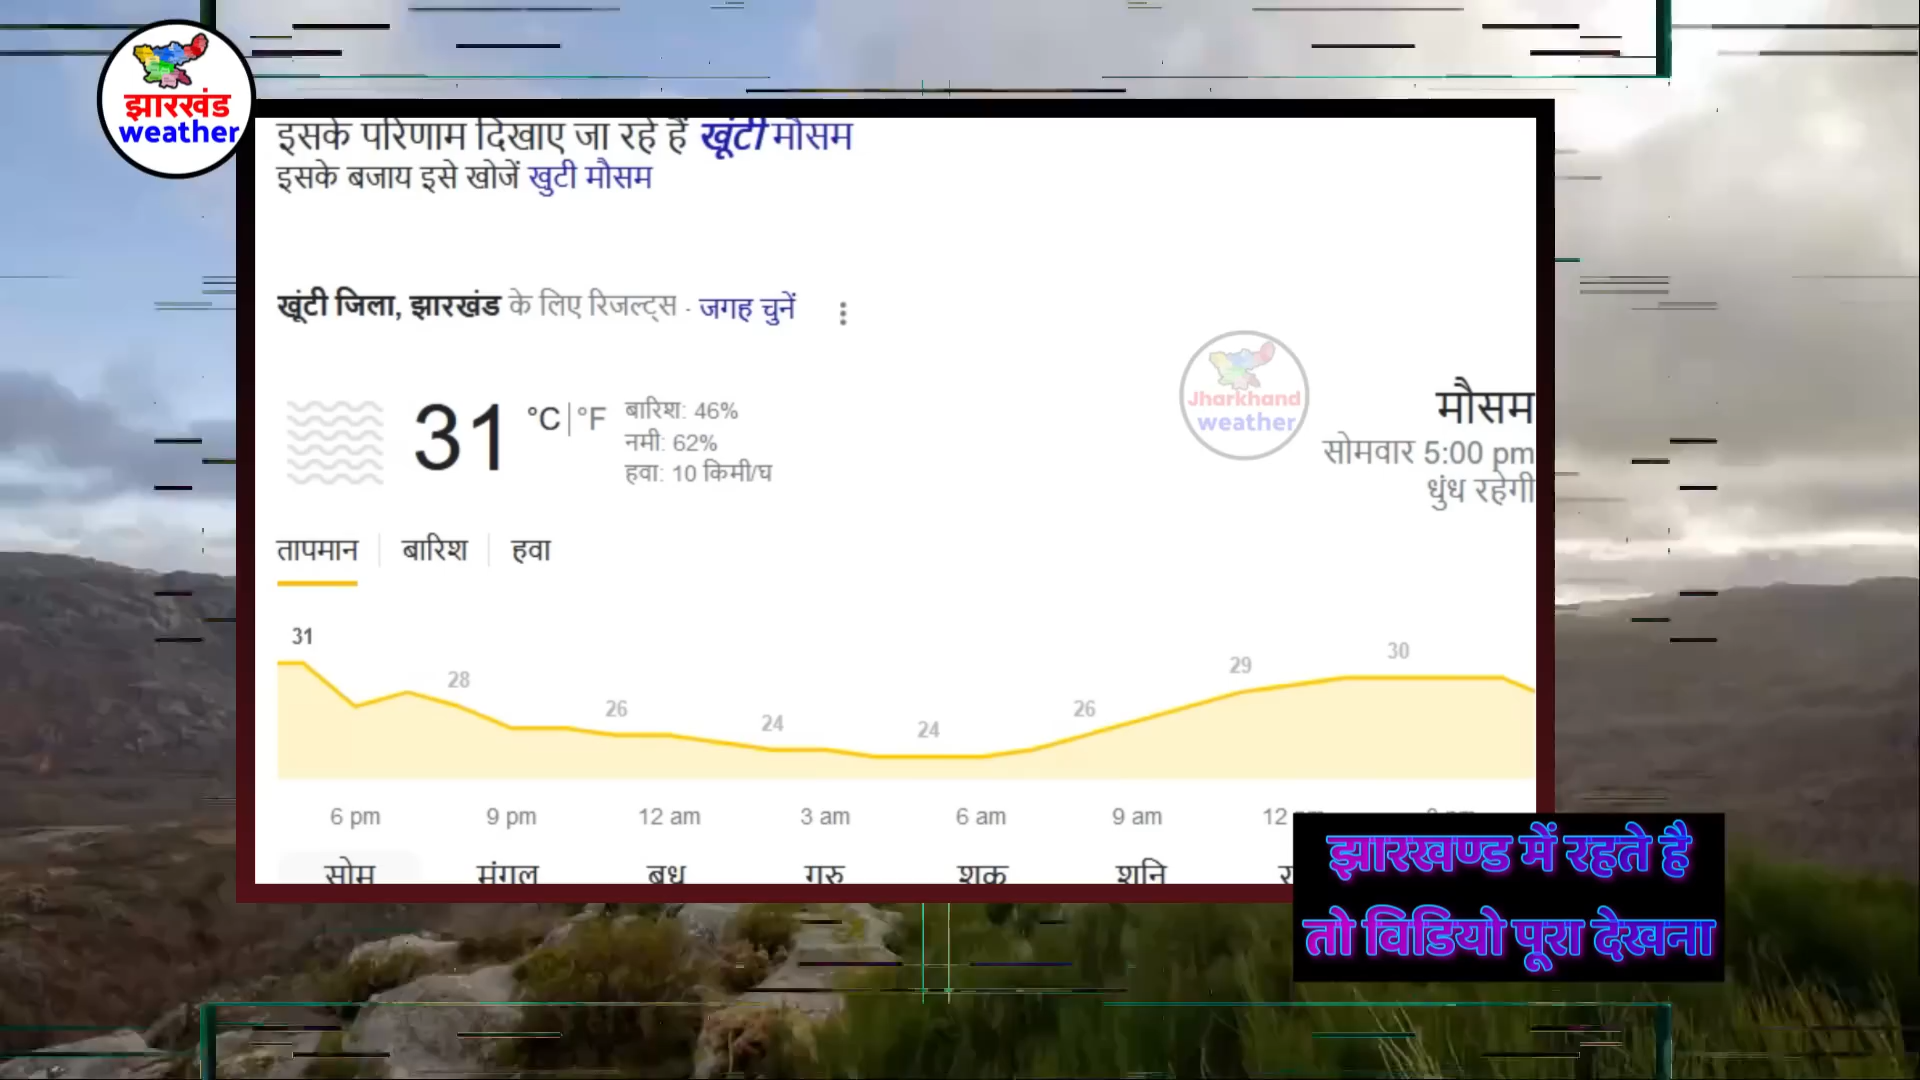 झारखंड
weather
इसके परिणाम दिखाए जा रहे हैं खूंटी मौसम
इसके बजाय इसे खोजें खुटी मौसम
खूंटी जिला, झारखंड के लिए रिजल्ट्स · जगह चुनें
31 °C | °F
बारिश: 46%
नमी: 62%
हवा: 10 किमी/घ
Jharkhand
weather
मौसम
सोमवार 5:00 pm
धुंध रहेगी
तापमान बारिश हवा
31 28 26 24 24 26 29 30
6 pm 9 pm 12 am 3 am 6 am 9 am 12
सोम मंगल बुध गुरु शुक्र शनि
झारखण्ड में रहते है
तो विडियो पूरा देखना